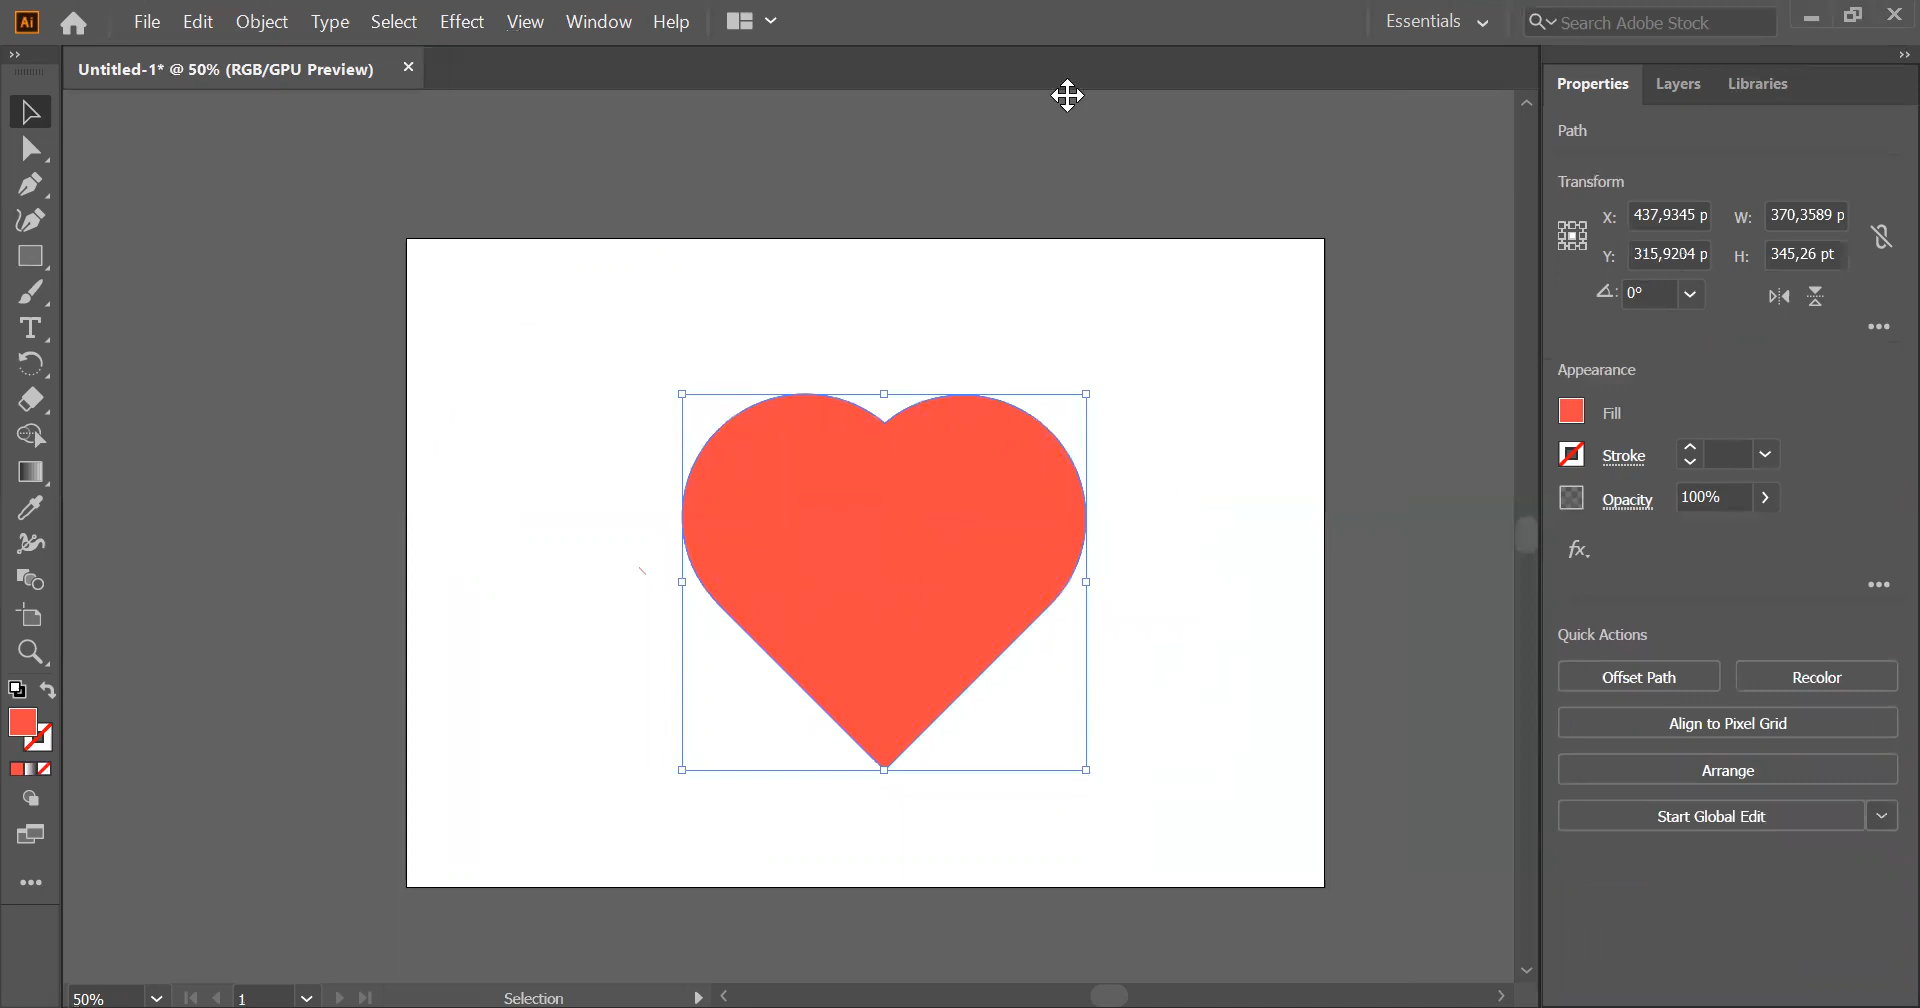 Ai File Edit Object Type Select Effect View Window Help Essentials Search Adobe Stock
Untitled-1* @ 50% (RGB/GPU Preview)
Properties Layers Libraries
Path
Transform
X: 437,9345 p W: 370,3589 p
Y: 315,9204 p H: 345,26 pt
0°
Appearance
Fill
Stroke
Opacity 100%
fx.
Quick Actions
Offset Path Recolor
Align to Pixel Grid
Arrange
Start Global Edit
50% 1 Selection